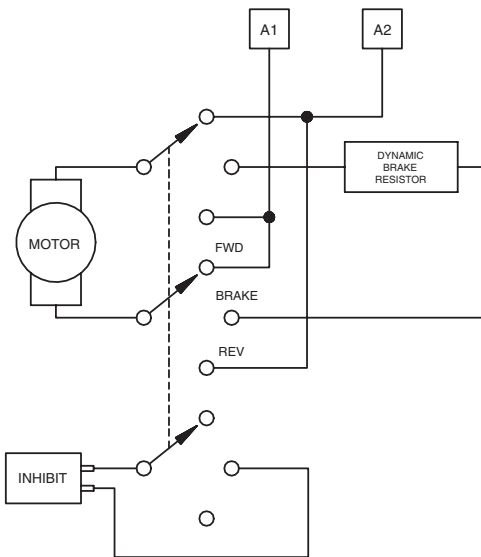 A1
A2
DYNAMIC
BRAKE
RESISTOR
MOTOR
FWD
BRAKE
REV
INHIBIT